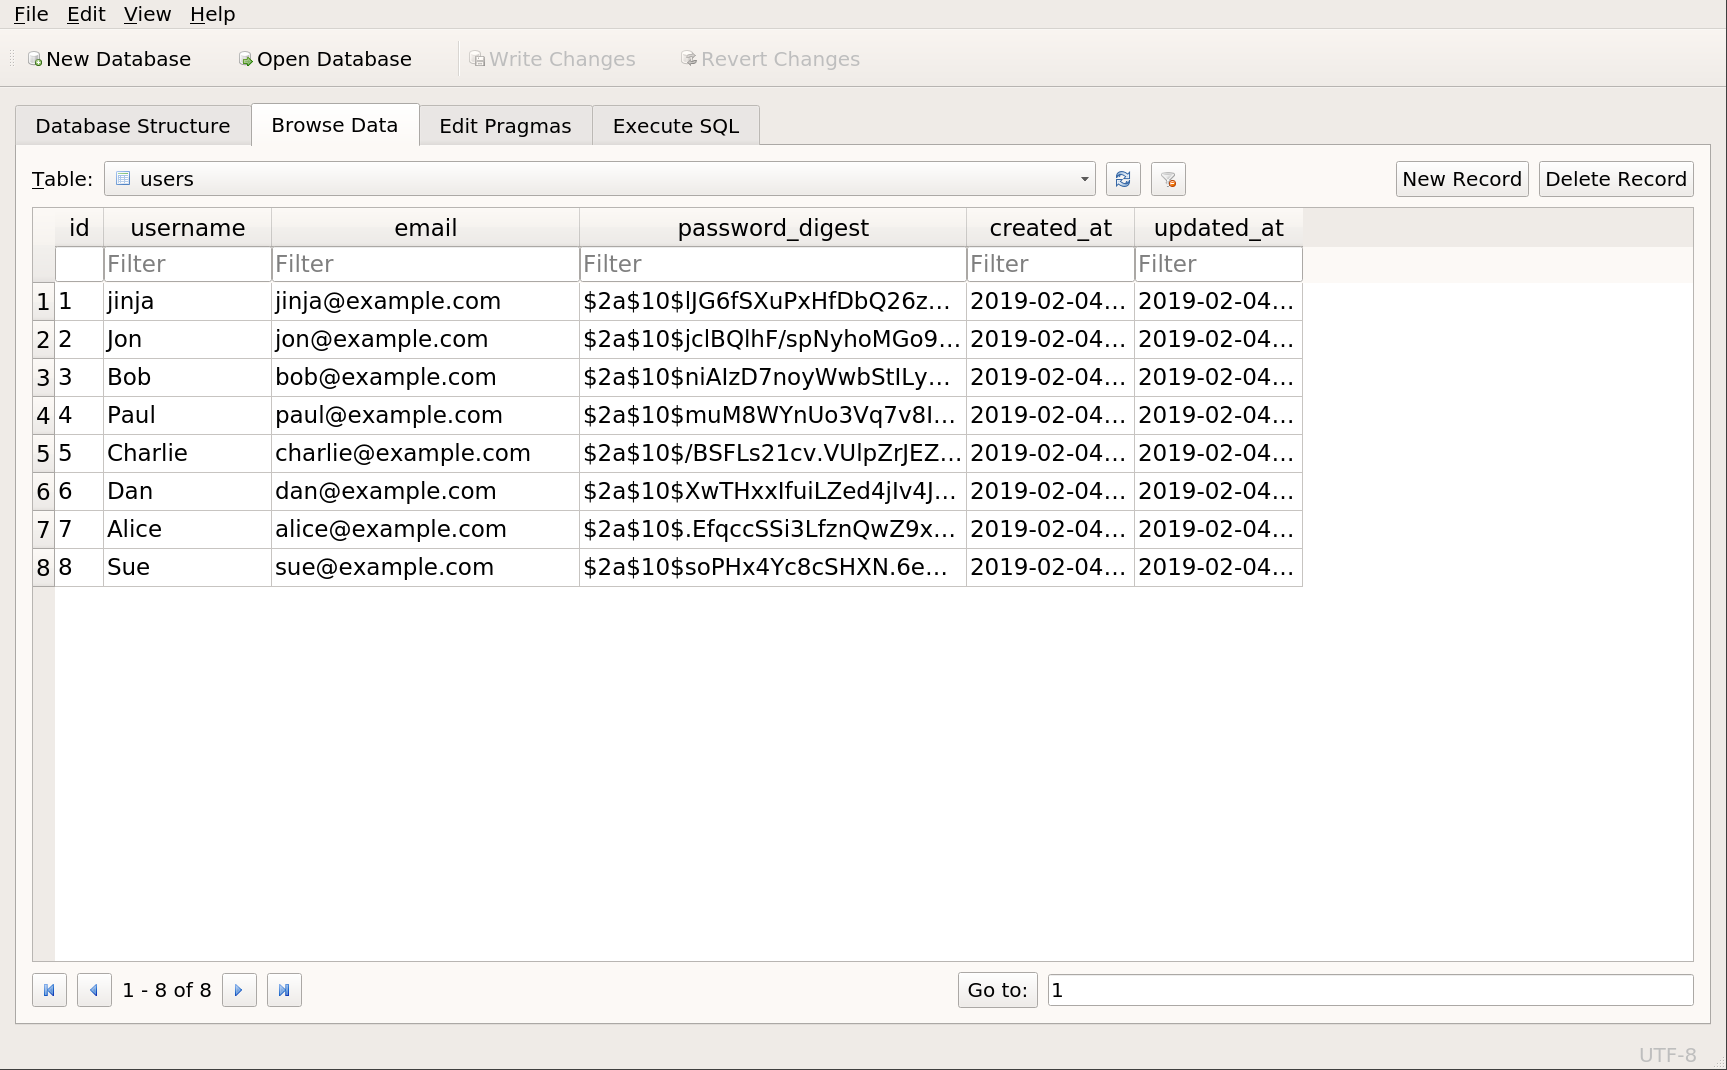 File Edit View Help
New Database Open Database Write Changes Revert Changes
Database Structure Browse Data Edit Pragmas Execute SQL
Table: users New Record Delete Record
id username email password_digest created_at updated_at
Filter Filter Filter Filter Filter
1 1 jinja jinja@example.com $2a$10$lJG6fSXuPxHfDbQ26z... 2019-02-04... 2019-02-04...
2 2 Jon jon@example.com $2a$10$jclBQlhF/spNyhoMGo9... 2019-02-04... 2019-02-04...
3 3 Bob bob@example.com $2a$10$niAIzD7noyWwbStILy... 2019-02-04... 2019-02-04...
4 4 Paul paul@example.com $2a$10$muM8WYnUo3Vq7v8I... 2019-02-04... 2019-02-04...
5 5 Charlie charlie@example.com $2a$10$/BSFLs21cv.VUlpZrJEZ... 2019-02-04... 2019-02-04...
6 6 Dan dan@example.com $2a$10$XwTHxxIfuiLZed4jIv4J... 2019-02-04... 2019-02-04...
7 7 Alice alice@example.com $2a$10$.EfqccSSi3LfznQwZ9x... 2019-02-04... 2019-02-04...
8 8 Sue sue@example.com $2a$10$soPHx4Yc8cSHXN.6e... 2019-02-04... 2019-02-04...
1 - 8 of 8 Go to: 1
UTF-8